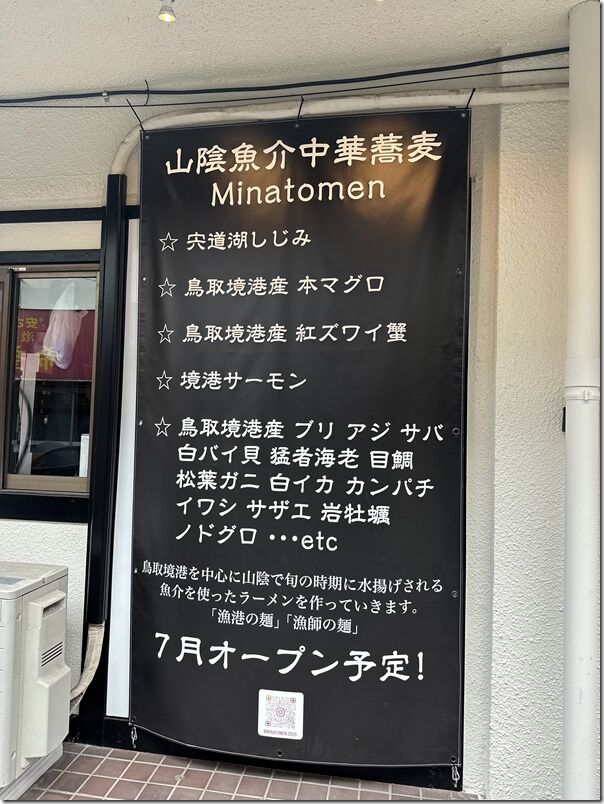 山陰魚介中華蕎麦
Minatomen
☆ 宍道湖しじみ
☆ 鳥取境港産 本マグロ
☆ 鳥取境港産 紅ズワイ蟹
☆ 境港サーモン
☆ 鳥取境港産 ブリ アジ サバ
白バイ貝 猛者海老 目鯛
松葉ガニ 白イカ カンパチ
イワシ サザエ 岩牡蠣
ノドグロ ・・・etc
鳥取境港を中心に山陰で旬の時期に水揚げされる
魚介を使ったラーメンを作っていきます。
「漁港の麺」「漁師の麺」
7月オープン予定!
@MINATOMEN.2025